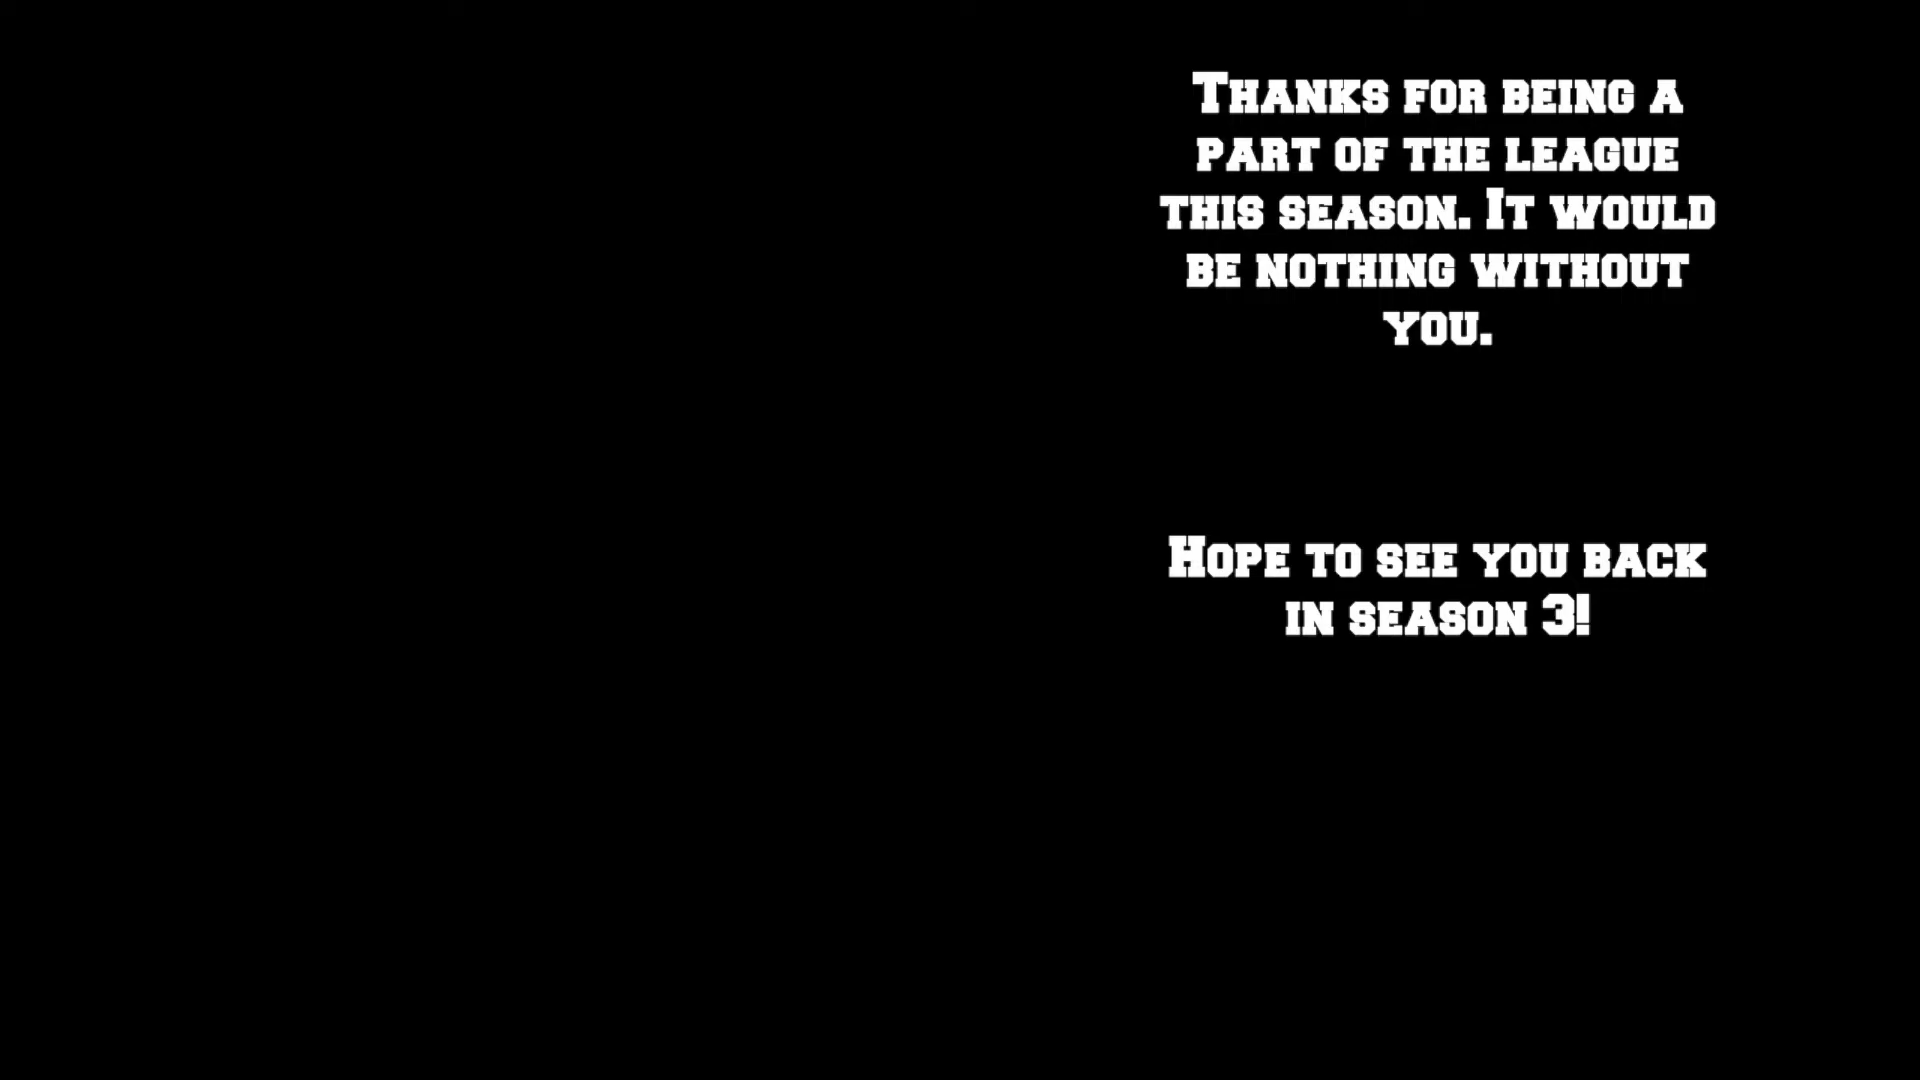 Thanks for being a
part of the league
this season. It would
be nothing without
you.
Hope to see you back
in season 3!